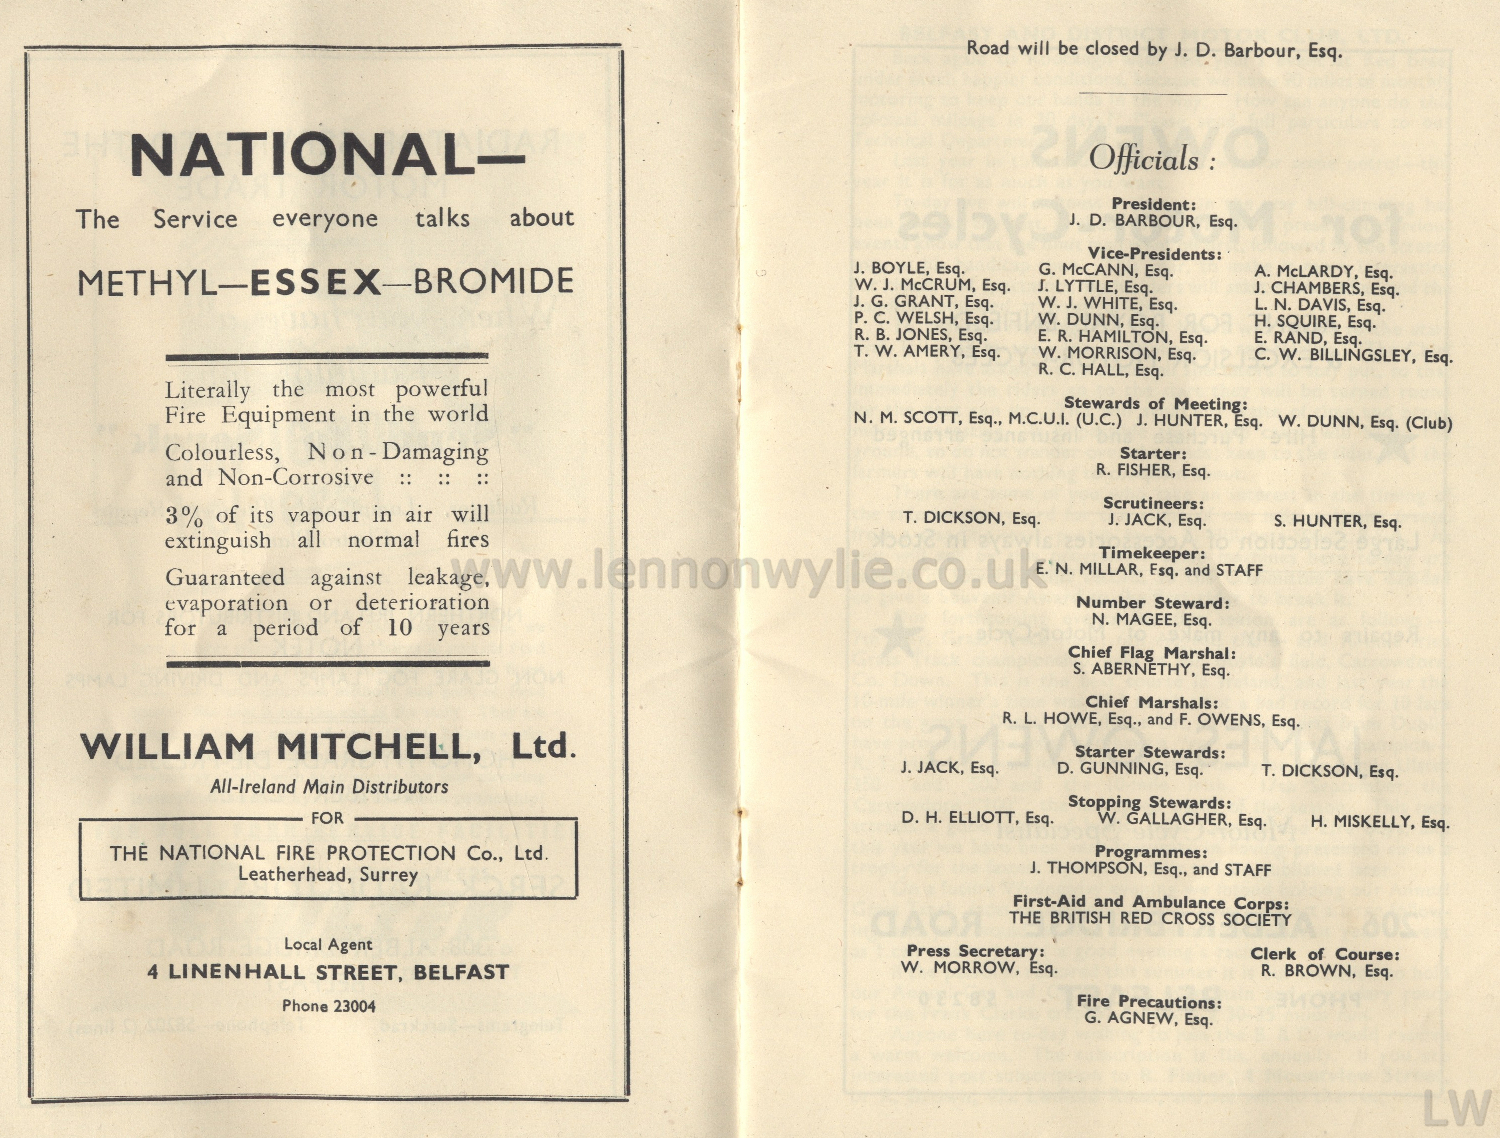 NATIONAL—
The Service everyone talks about
METHYL—ESSEX—BROMIDE
Literally the most powerful
Fire Equipment in the world
Colourless, Non-Damaging
and Non-Corrosive :: :: ::
3% of its vapour in air will
extinguish all normal fires
Guaranteed against leakage,
evaporation or deterioration
for a period of 10 years
WILLIAM MITCHELL, Ltd.
All-Ireland Main Distributors
FOR
THE NATIONAL FIRE PROTECTION Co., Ltd.
Leatherhead, Surrey
Local Agent
4 LINENHALL STREET, BELFAST
Phone 23004
Road will be closed by J. D. Barbour, Esq.
Officials :
President:
J. D. BARBOUR, Esq.
Vice-Presidents:
J. BOYLE, Esq. G. McCANN, Esq. A. McLARDY, Esq.
W. J. McCRUM, Esq. J. LYTTLE, Esq. J. CHAMBERS, Esq.
J. G. GRANT, Esq. W. J. WHITE, Esq. L. N. DAVIS, Esq.
P. C. WELSH, Esq. W. DUNN, Esq. H. SQUIRE, Esq.
R. B. JONES, Esq. E. R. HAMILTON, Esq. E. RAND, Esq.
T. W. AMERY, Esq. W. MORRISON, Esq. C. W. BILLINGSLEY, Esq.
R. C. HALL, Esq.
Stewards of Meeting:
N. M. SCOTT, Esq., M.C.U.I. (U.C.) J. HUNTER, Esq. W. DUNN, Esq. (Club)
Starter:
R. FISHER, Esq.
Scrutineers:
T. DICKSON, Esq. J. JACK, Esq. S. HUNTER, Esq.
Timekeeper:
E. N. MILLAR, Esq. and STAFF
Number Steward:
N. MAGEE, Esq.
Chief Flag Marshal:
S. ABERNETHY, Esq.
Chief Marshals:
R. L. HOWE, Esq., and F. OWENS, Esq.
Starter Stewards:
J. JACK, Esq. D. GUNNING, Esq. T. DICKSON, Esq.
Stopping Stewards:
D. H. ELLIOTT, Esq. W. GALLAGHER, Esq. H. MISKELLY, Esq.
Programmes:
J. THOMPSON, Esq., and STAFF
First-Aid and Ambulance Corps:
THE BRITISH RED CROSS SOCIETY
Press Secretary: Clerk of Course:
W. MORROW, Esq. R. BROWN, Esq.
Fire Precautions:
G. AGNEW, Esq.
www.lennonwylie.co.uk
LW